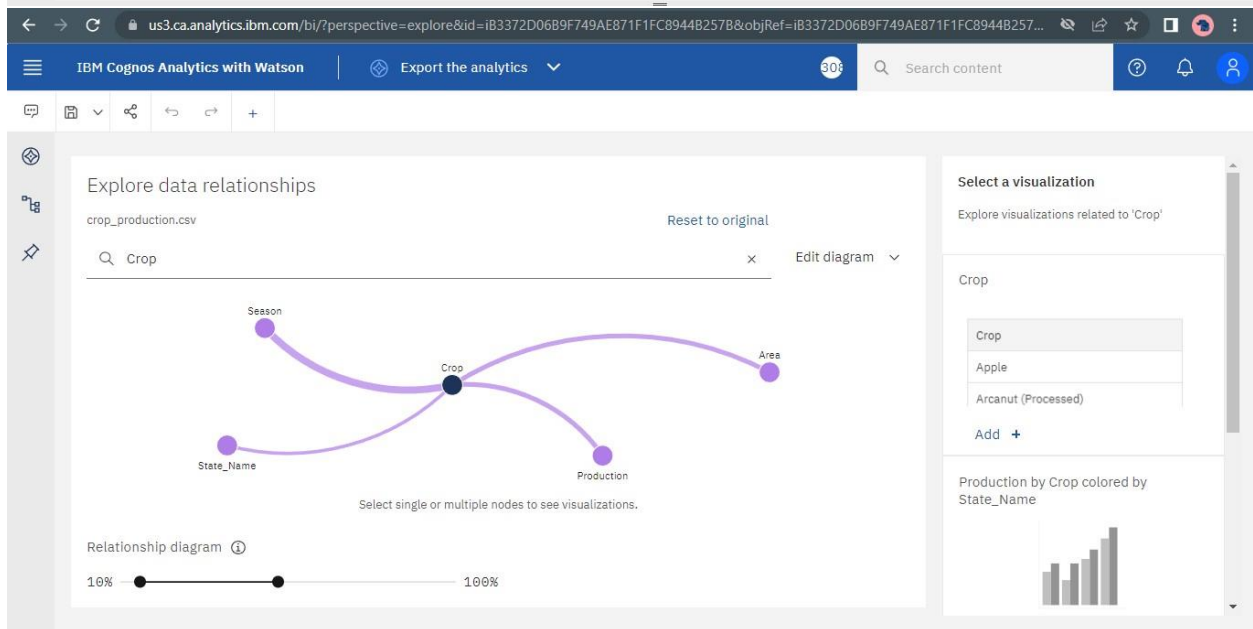 us3.ca.analytics.ibm.com/bi/?perspective=explore&id=iB3372D06B9F749AE871F1FC8944B257B&objRef=iB3372D06B9F749AE871F1FC8944B257...
IBM Cognos Analytics with Watson
Export the analytics
Search content
Explore data relationships
crop_production.csv
Reset to original
Crop
Edit diagram
Season
Crop
Area
State_Name
Production
Select single or multiple nodes to see visualizations.
Relationship diagram
10%
100%
Select a visualization
Explore visualizations related to 'Crop'
Crop
Crop
Apple
Arcanut (Processed)
Add +
Production by Crop colored by
State_Name